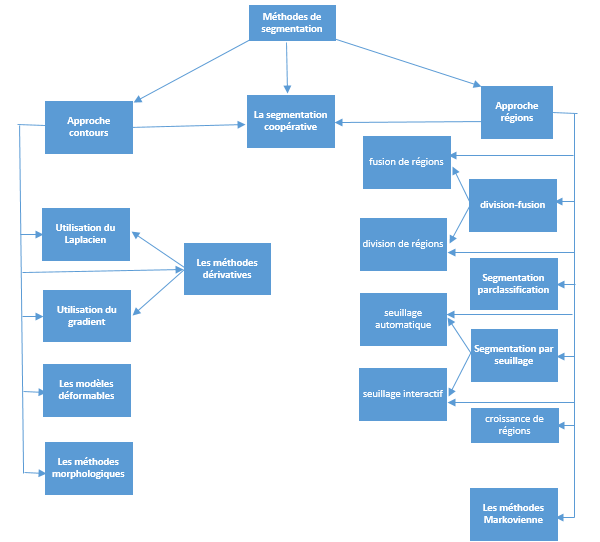 Méthodes de
segmentation
Approche
contours
La segmentation
coopérative
Approche
régions
fusion de régions
division-fusion
Utilisation du
Laplacien
division de régions
Les méthodes
dérivatives
Segmentation
parclassification
Utilisation du
gradient
seuillage
automatique
Segmentation par
seuillage
Les modèles
déformables
seuillage interactif
croissance de
régions
Les méthodes
morphologiques
Les méthodes
Markovienne